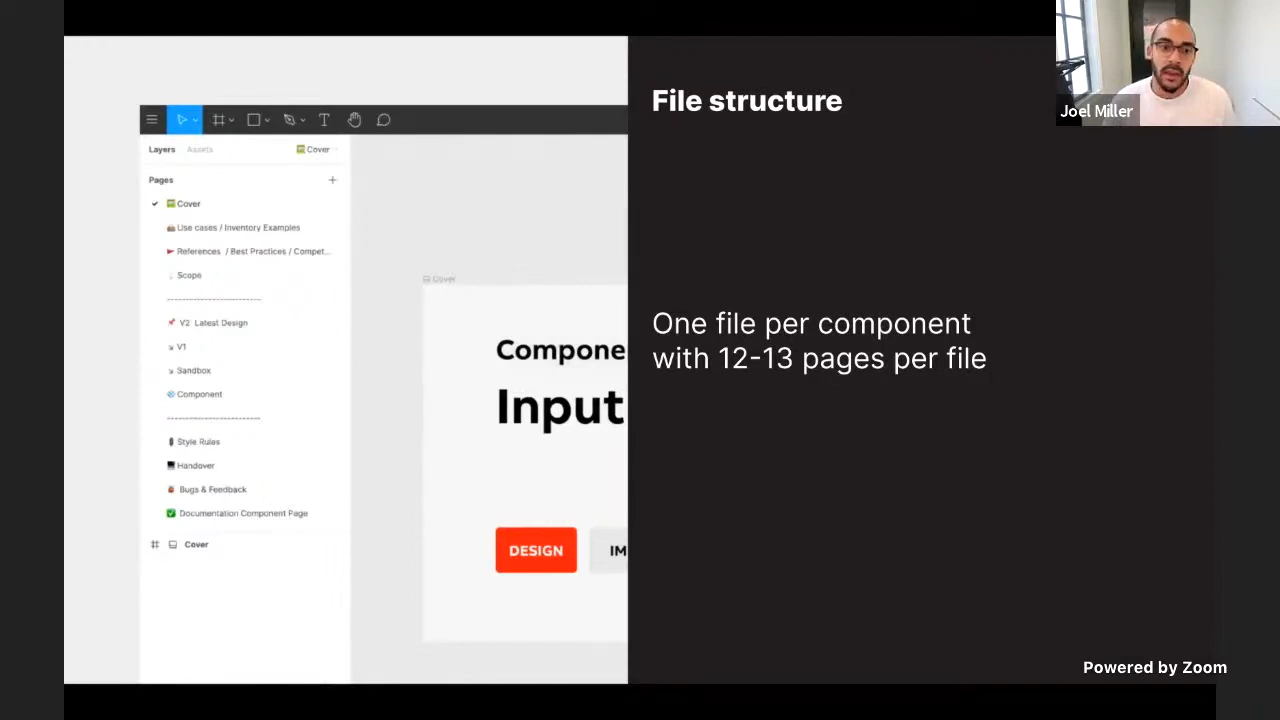 File structure
Joel Miller
Layers Assets Cover
Pages
Cover
Use cases / Inventory Examples
References / Best Practices / Compet...
Scope
-------------------------
V2 Latest Design
V1
Sandbox
Component
-------------------------
Style Rules
Handover
Bugs & Feedback
Documentation Component Page
Cover
Cover
Compone
Input
DESIGN IM
One file per component
with 12-13 pages per file
Powered by Zoom